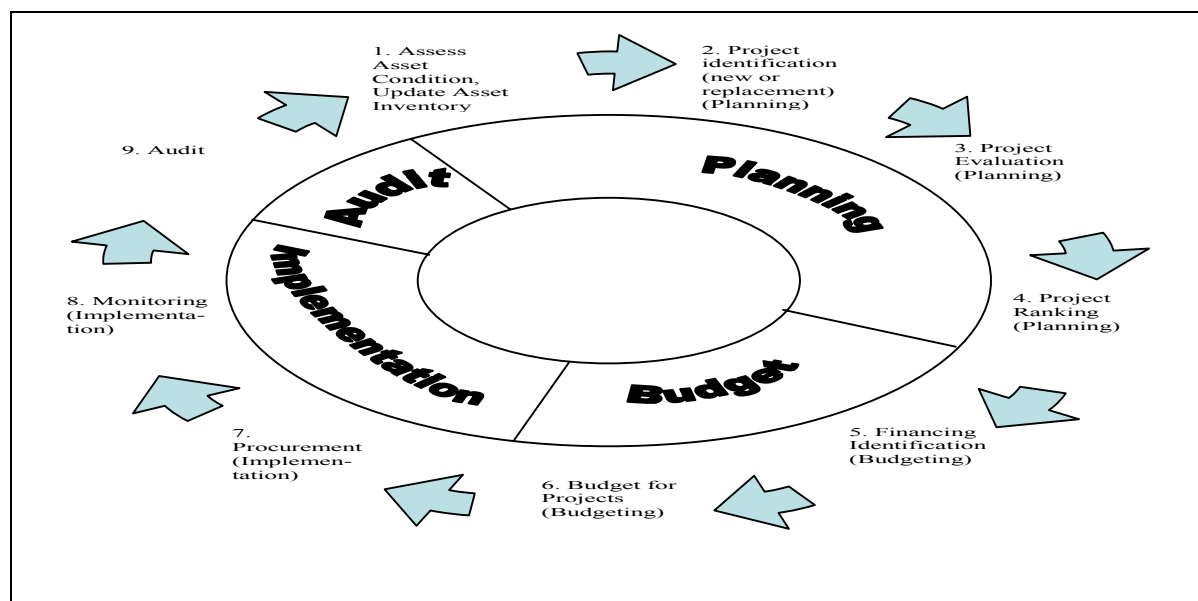 1. Assess
Asset
Condition,
Update Asset
Inventory
2. Project
identification
(new or
replacement)
(Planning)
3. Project
Evaluation
(Planning)
4. Project
Ranking
(Planning)
5. Financing
Identification
(Budgeting)
6. Budget for
Projects
(Budgeting)
7.
Procurement
(Implemen-
tation)
8. Monitoring
(Implementa-
tion)
9. Audit
Planning
Budget
Implementation
Audit